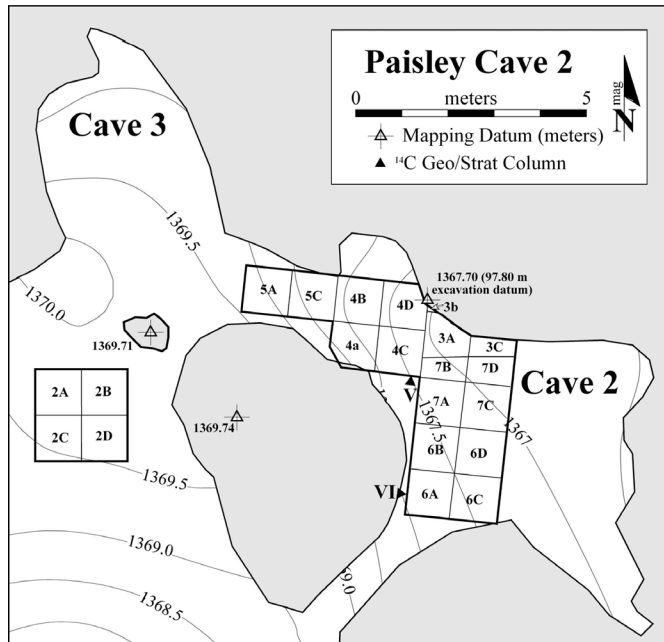 Paisley Cave 2
0 meters 5
Mapping Datum (meters)
¹⁴C Geo/Strat Column
mag
N
Cave 3
1369.5
1370.0
1369.71
1367.70 (97.80 m
excavation datum)
3b
5A 5C 4B 4D
4a 4C 3A 3C
7B 7D
Cave 2
2A 2B
2C 2D
1369.74
V
7A 7C
1367.5
1367
6B 6D
VI
6A 6C
1369.5
1369.0
1368.5
69.0